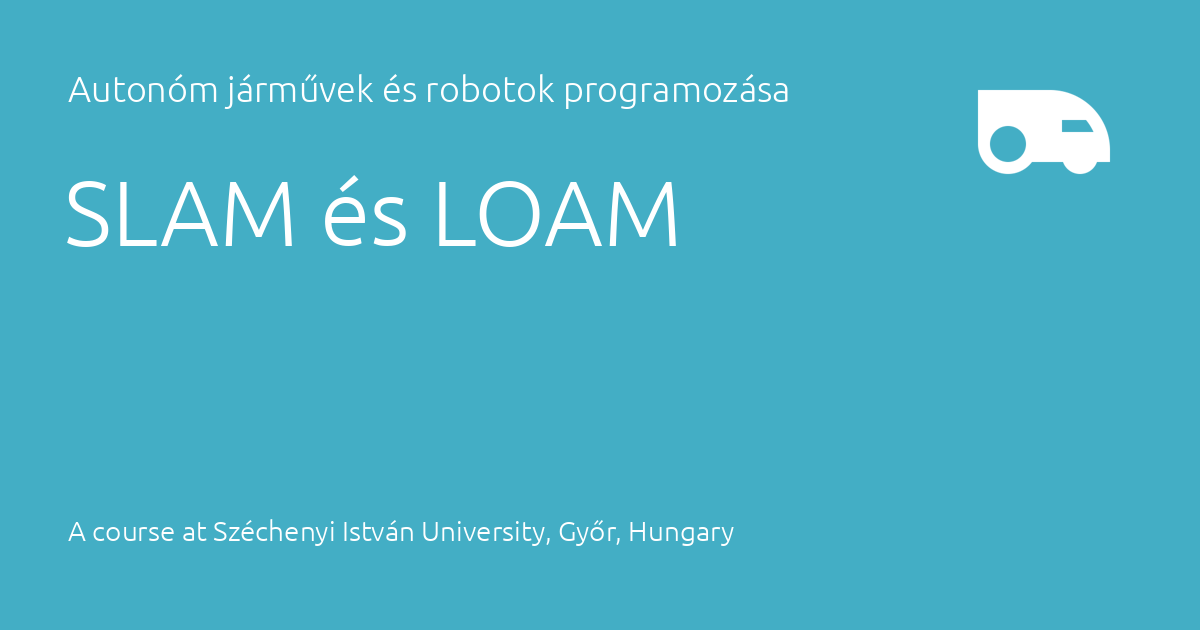 Autonóm járművek és robotok programozása
SLAM és LOAM
A course at Széchenyi István University, Győr, Hungary